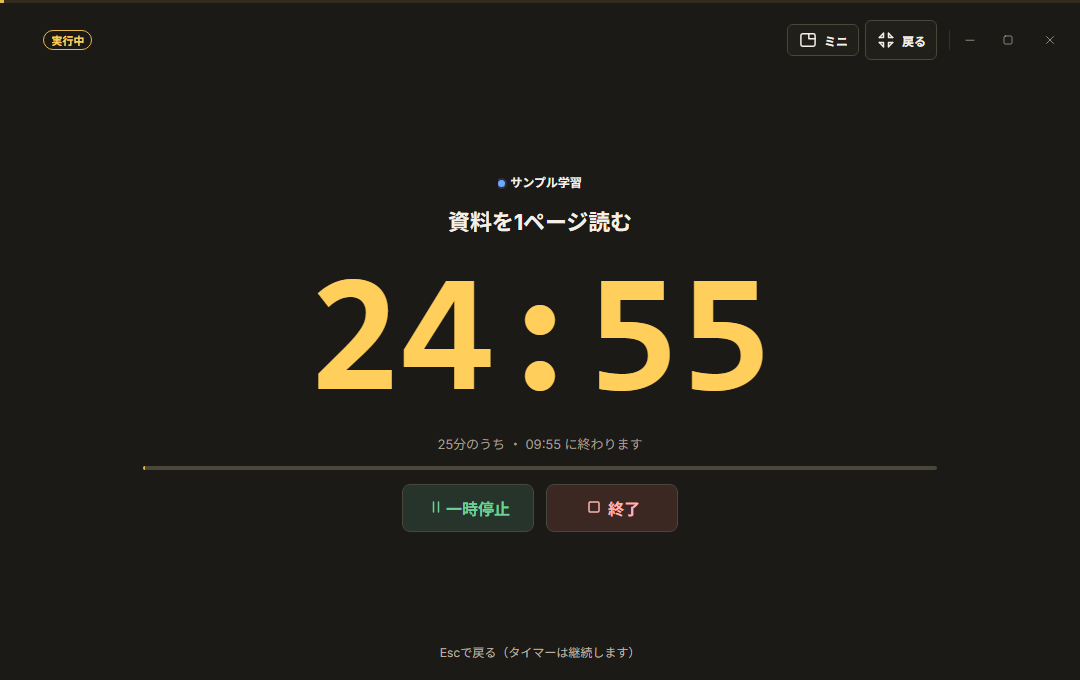 実行中
ミニ
戻る
サンプル学習
資料を1ページ読む
24:55
25分のうち ・ 09:55 に終わります
一時停止
終了
Escで戻る（タイマーは継続します）